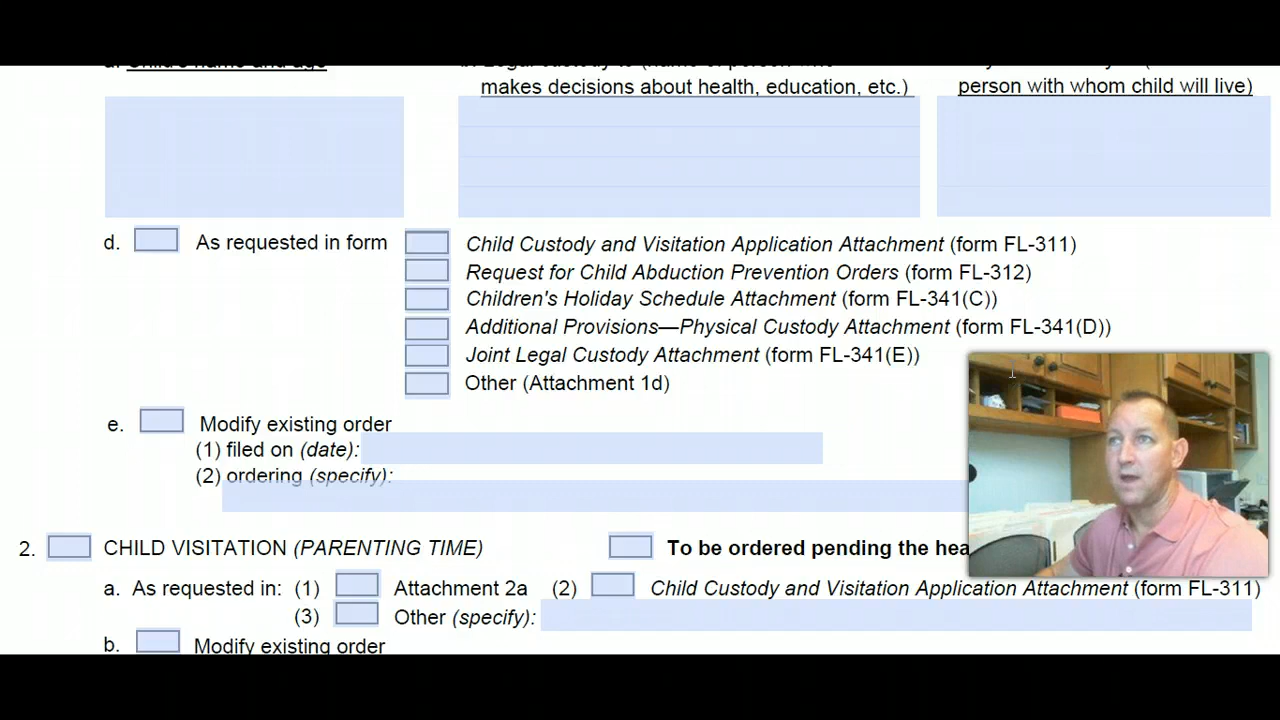 a. Child's name and age
makes decisions about health, education, etc.)
person with whom child will live)
d. As requested in form Child Custody and Visitation Application Attachment (form FL-311)
Request for Child Abduction Prevention Orders (form FL-312)
Children's Holiday Schedule Attachment (form FL-341(C))
Additional Provisions—Physical Custody Attachment (form FL-341(D))
Joint Legal Custody Attachment (form FL-341(E))
Other (Attachment 1d)
e. Modify existing order
(1) filed on (date):
(2) ordering (specify):
2. CHILD VISITATION (PARENTING TIME) To be ordered pending the hea
a. As requested in: (1) Attachment 2a (2) Child Custody and Visitation Application Attachment (form FL-311)
(3) Other (specify):
b. Modify existing order